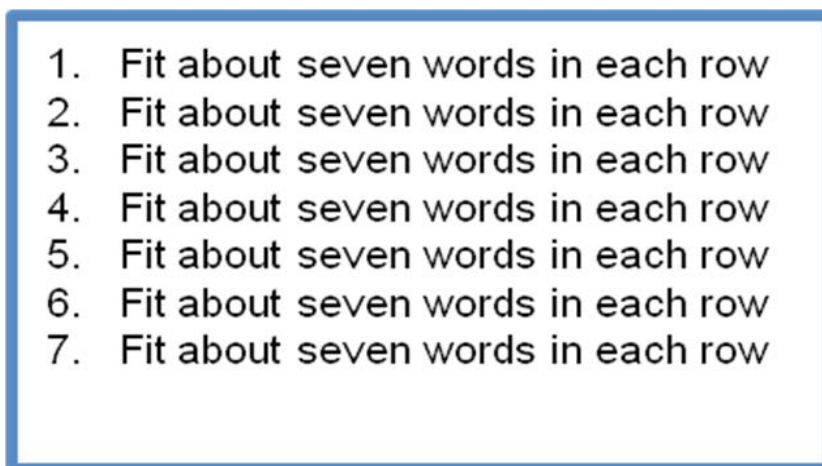 1. Fit about seven words in each row
2. Fit about seven words in each row
3. Fit about seven words in each row
4. Fit about seven words in each row
5. Fit about seven words in each row
6. Fit about seven words in each row
7. Fit about seven words in each row